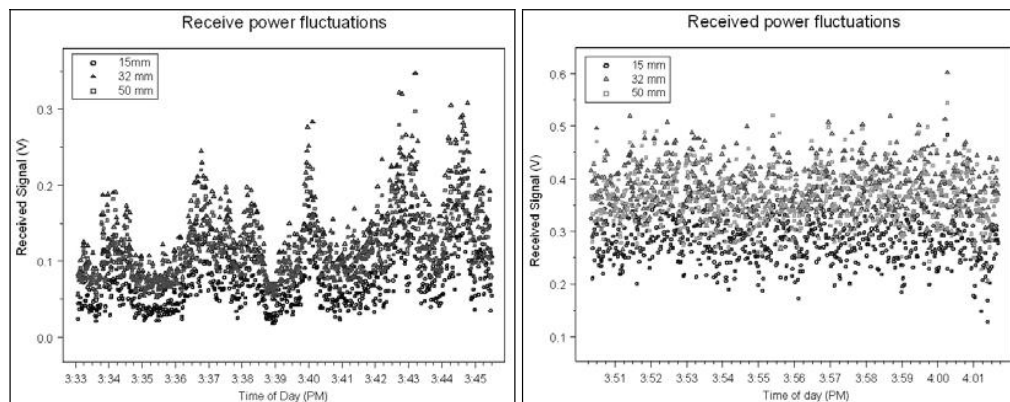 Receive power fluctuations
15mm
32 mm
50 mm
Received Signal (V)
0.3
0.2
0.1
0.0
3:33 3:34 3:35 3:36 3:37 3:38 3:39 3:40 3:41 3:42 3:43 3:44 3:45
Time of Day (PM)
Received power fluctuations
15 mm
32 mm
50 mm
Received Signal (V)
0.6
0.5
0.4
0.3
0.2
0.1
3:51 3:52 3:53 3:54 3:55 3:56 3:57 3:58 3:59 4:00 4:01
Time of day (PM)